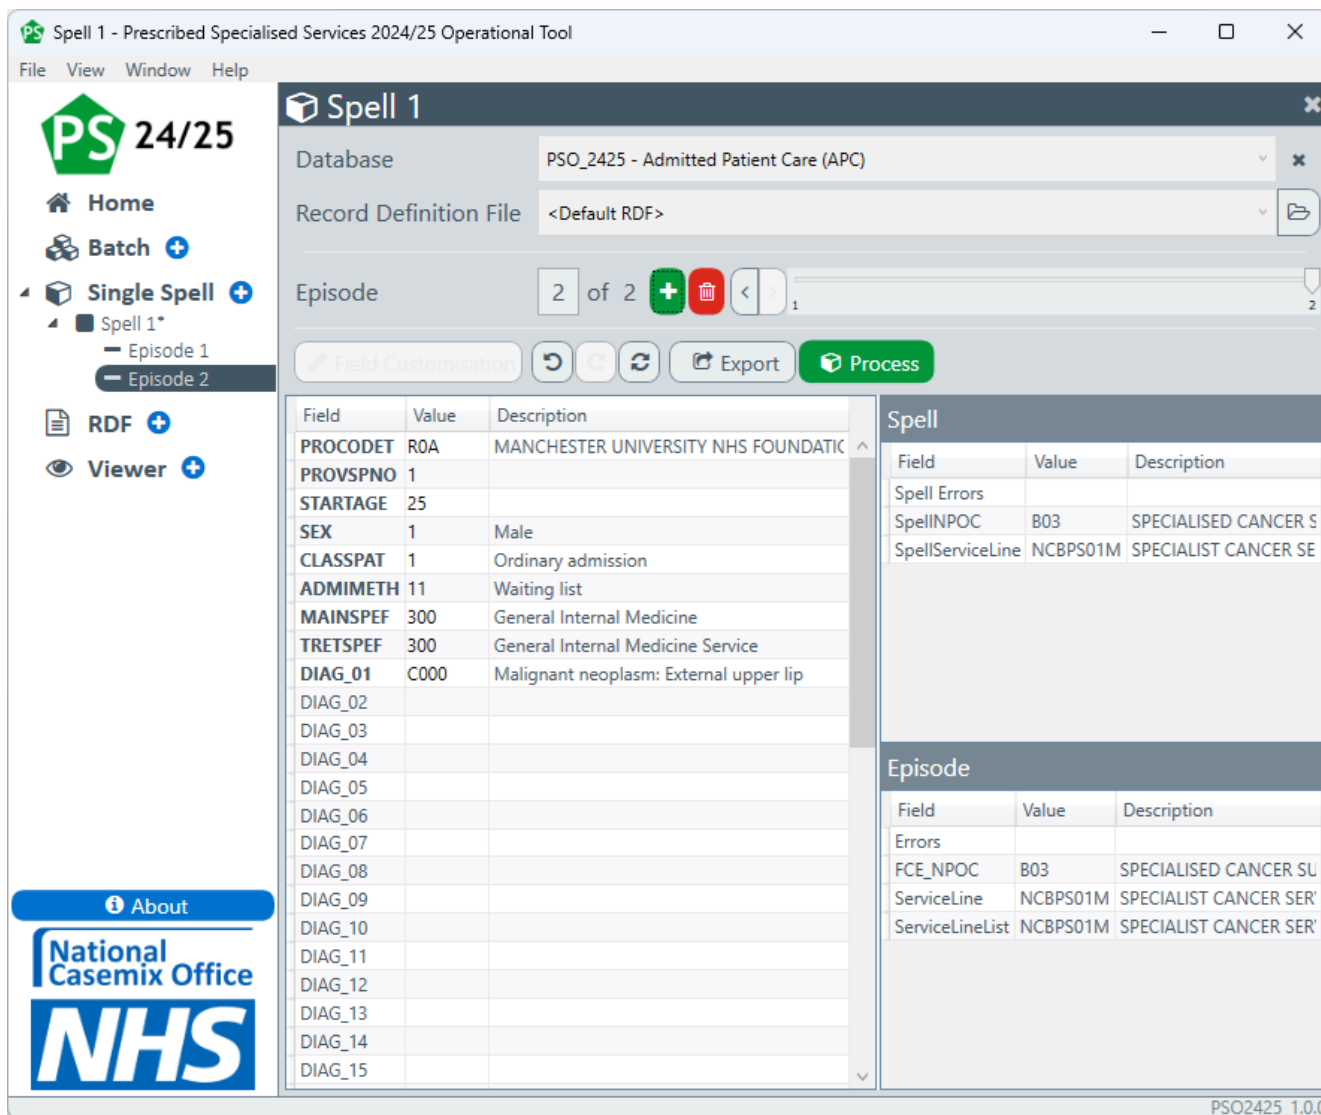 Spell 1 - Prescribed Specialised Services 2024/25 Operational Tool
File View Window Help
PS 24/25
Home
Batch
Single Spell
Spell 1*
Episode 1
Episode 2
RDF
Viewer
About
National
Casemix Office
NHS
Spell 1
Database PSO_2425 - Admitted Patient Care (APC)
Record Definition File <Default RDF>
Episode 2 of 2 1 2
Field Customisation Export Process
Field Value Description
PROCODET R0A MANCHESTER UNIVERSITY NHS FOUNDATIC
PROVSPNO 1
STARTAGE 25
SEX 1 Male
CLASSPAT 1 Ordinary admission
ADMIMETH 11 Waiting list
MAINSPEF 300 General Internal Medicine
TRETSPEF 300 General Internal Medicine Service
DIAG_01 C000 Malignant neoplasm: External upper lip
DIAG_02
DIAG_03
DIAG_04
DIAG_05
DIAG_06
DIAG_07
DIAG_08
DIAG_09
DIAG_10
DIAG_11
DIAG_12
DIAG_13
DIAG_14
DIAG_15
Spell
Field Value Description
Spell Errors
SpellNPOC B03 SPECIALISED CANCER S
SpellServiceLine NCBPS01M SPECIALIST CANCER SE
Episode
Field Value Description
Errors
FCE_NPOC B03 SPECIALISED CANCER SU
ServiceLine NCBPS01M SPECIALIST CANCER SER
ServiceLineList NCBPS01M SPECIALIST CANCER SER
PSO2425 1.0.0